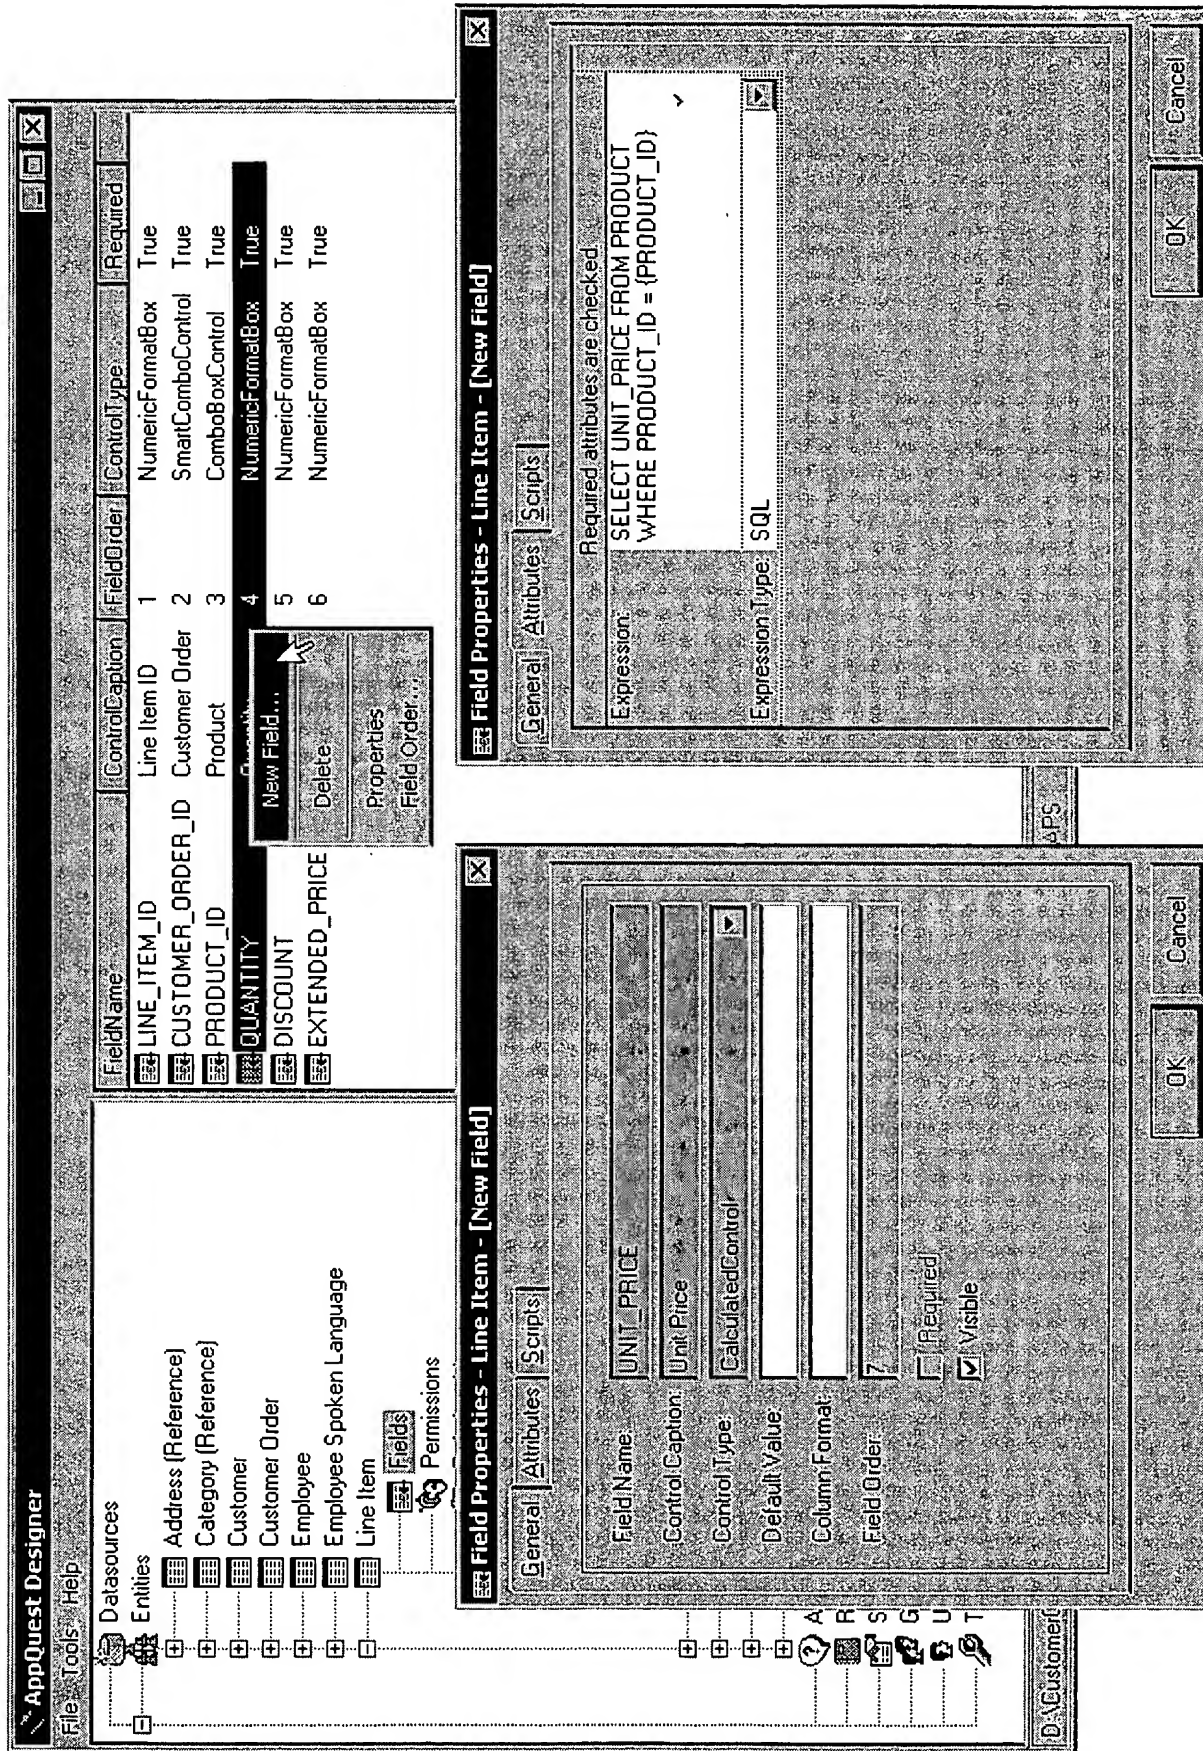 AppQuest Designer
File Tools Help
Datasources
Entities
Address (Reference)
Category (Reference)
Customer
Customer Order
Employee
Employee Spoken Language
Line Item
Fields
Permissions
A
R
S
G
U
T
D:\Customer
APS
FieldName ControlCaption FieldOrder ControlType Required
LINE_ITEM_ID Line Item ID 1 NumericFormatBox True
CUSTOMER_ORDER_ID Customer Order 2 SmartComboControl True
PRODUCT_ID Product 3 ComboBoxControl True
QUANTITY 4 NumericFormatBox True
DISCOUNT 5 NumericFormatBox True
EXTENDED_PRICE 6 NumericFormatBox True
New Field...
Delete
Properties
Field Order...
Field Properties - Line Item - [New Field]
General Attributes Scripts
Field Name: UNIT_PRICE
Control Caption: Unit Price
Control Type: CalculatedControl
Default Value:
Column Format:
Field Order: 7
Required
Visible
OK Cancel
Field Properties - Line Item - [New Field]
General Attributes Scripts
Required attributes are checked
Expression: SELECT UNIT_PRICE FROM PRODUCT
WHERE PRODUCT_ID = {PRODUCT_ID}
Expression Type: SQL
OK Cancel